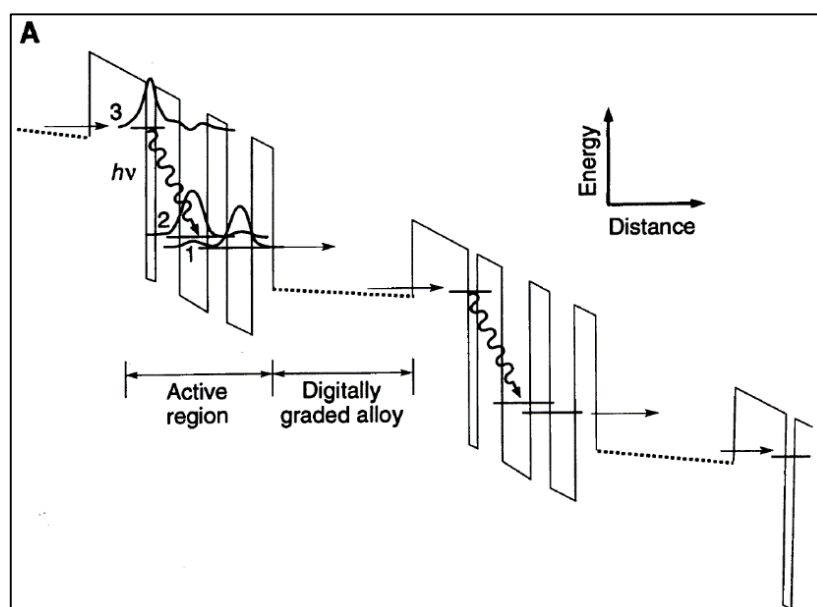 A
3
hν
2
1
Energy
Distance
Active
region
Digitally
graded alloy